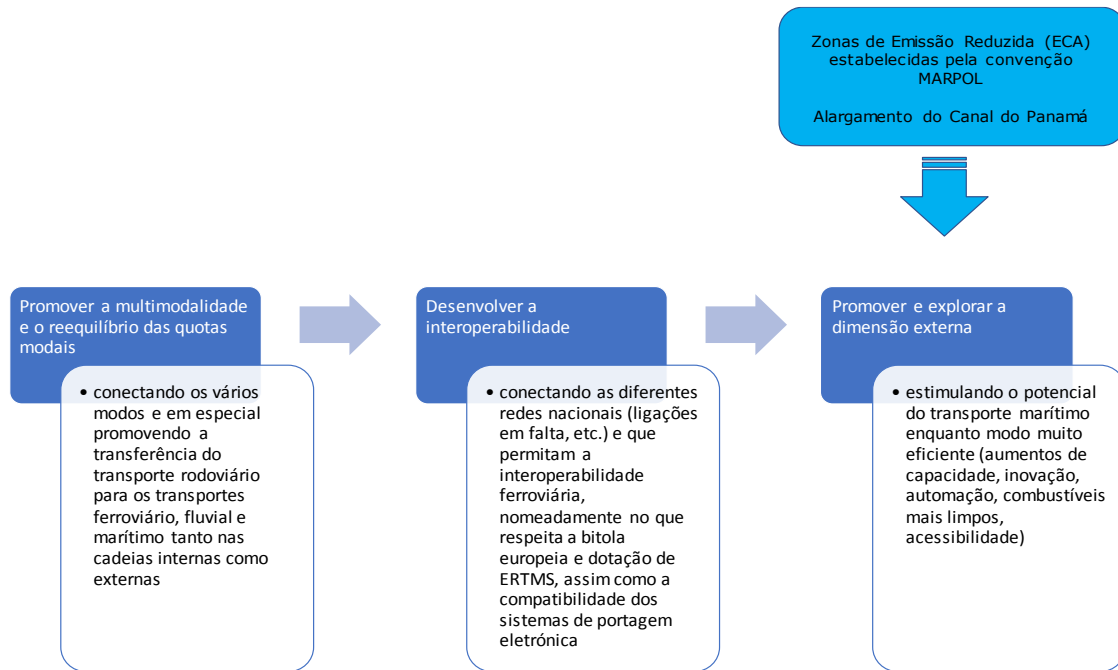 Zonas de Emissão Reduzida (ECA)
estabelecidas pela convenção
MARPOL
Alargamento do Canal do Panamá
Promover a multimodalidade
e o reequilíbrio das quotas
modais
• conectando os vários
modos e em especial
promovendo a
transferência do
transporte rodoviário
para os transportes
ferroviário, fluvial e
marítimo tanto nas
cadeias internas como
externas
Desenvolver a
interoperabilidade
• conectando as diferentes
redes nacionais (ligações
em falta, etc.) e que
permitam a
interoperabilidade
ferroviária,
nomeadamente no que
respeita a bitola
europeia e dotação de
ERTMS, assim como a
compatibilidade dos
sistemas de portagem
eletrónica
Promover e explorar a
dimensão externa
• estimulando o potencial
do transporte marítimo
enquanto modo muito
eficiente (aumentos de
capacidade, inovação,
automação, combustíveis
mais limpos,
acessibilidade)